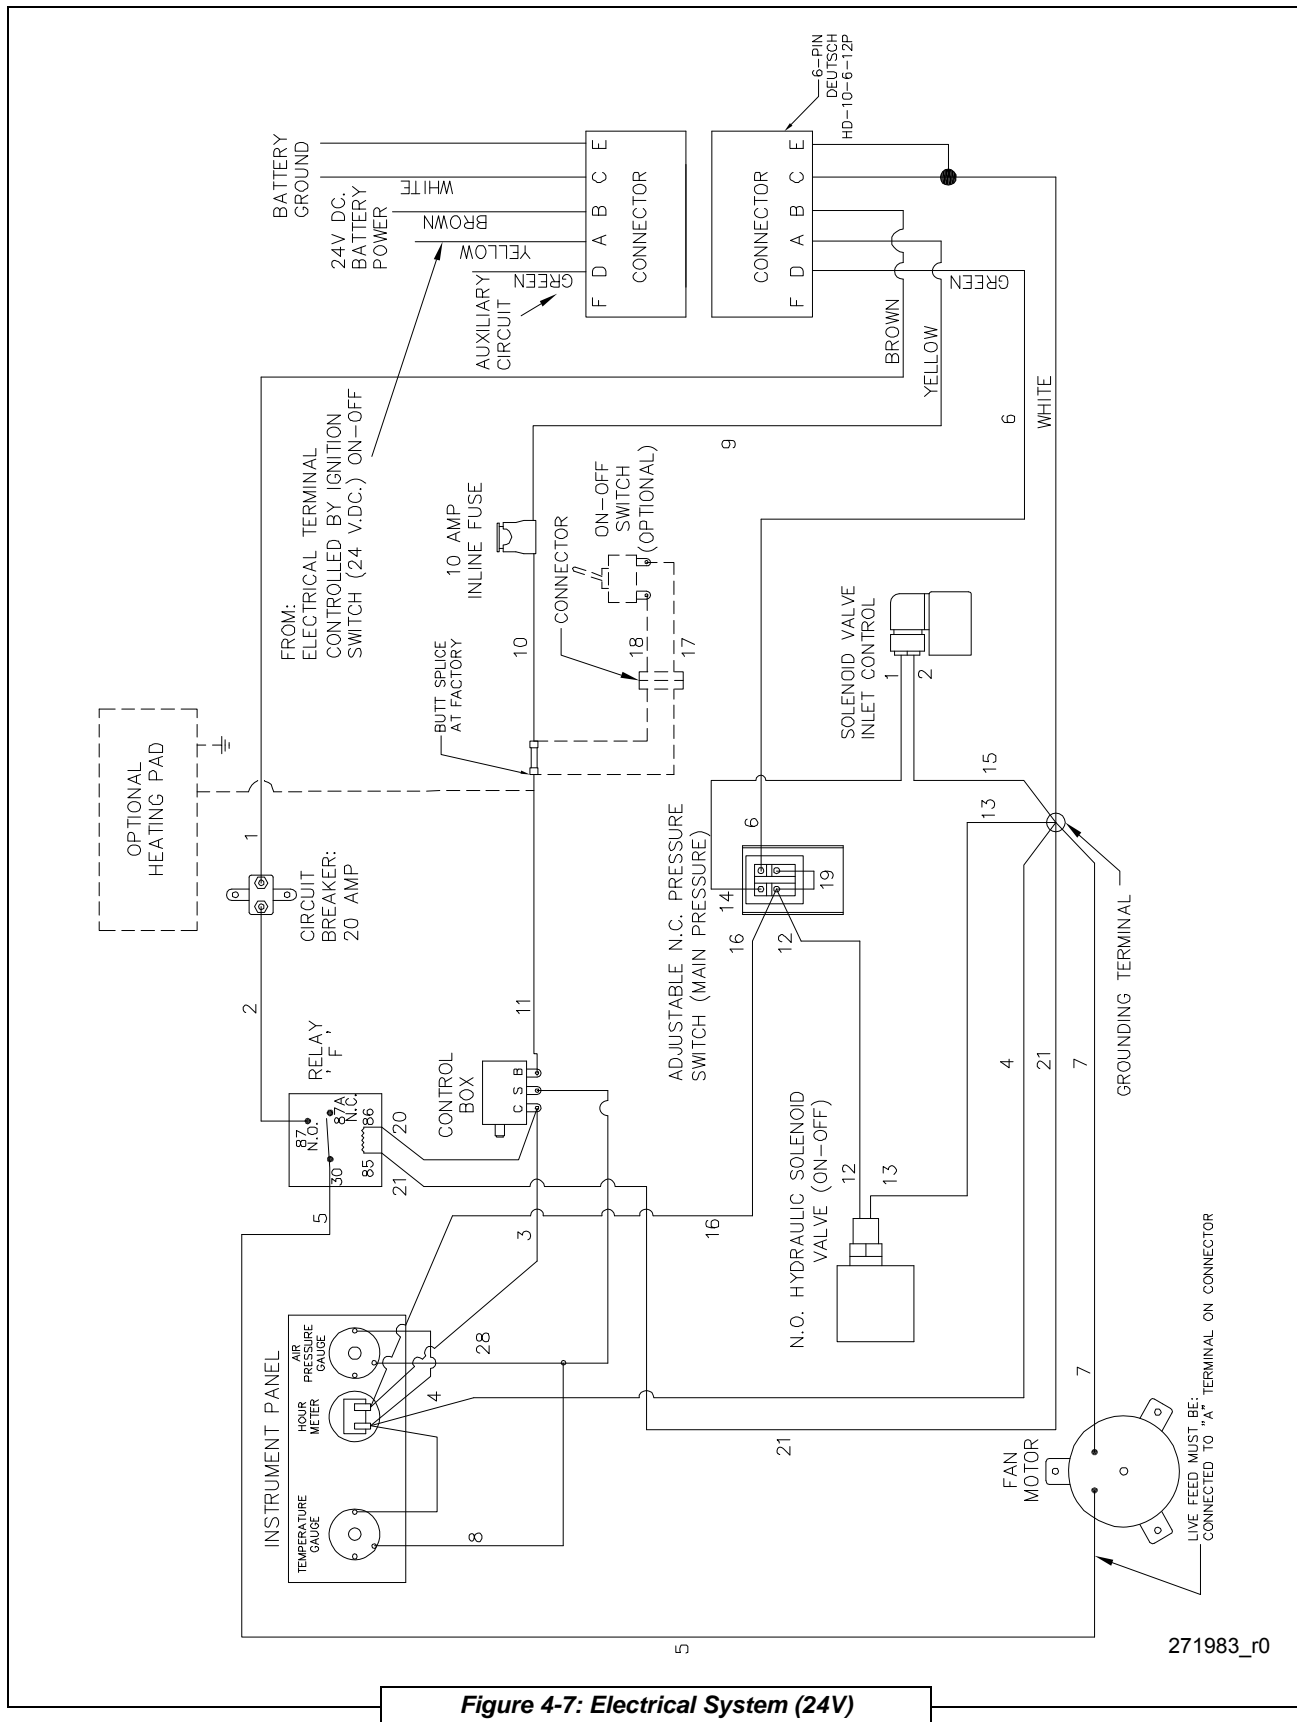 6-PIN
DEUTSCH
HD-10-6-12P
BATTERY
GROUND
24V DC.
BATTERY
POWER
WHITE
BROWN
YELLOW
GREEN
AUXILIARY
CIRCUIT
E
C
B
A
D
F
CONNECTOR
E
C
B
A
D
F
CONNECTOR
GREEN
BROWN
YELLOW
WHITE
6
9
FROM:
ELECTRICAL TERMINAL
CONTROLLED BY IGNITION
SWITCH (24 V.DC.) ON-OFF
10 AMP
INLINE FUSE
ON-OFF
SWITCH
(OPTIONAL)
CONNECTOR
18
17
10
BUTT SPLICE
AT FACTORY
OPTIONAL
HEATING PAD
1
CIRCUIT
BREAKER:
20 AMP
2
SOLENOID VALVE
INLET CONTROL
1
2
15
13
6
ADJUSTABLE N.C. PRESSURE
SWITCH (MAIN PRESSURE)
14
19
16
12
GROUNDING TERMINAL
11
RELAY
'F'
87
N.O.
87A
N.C.
86
85
30
20
21
5
CONTROL
BOX
C
S
B
3
16
4
21
7
N.O. HYDRAULIC SOLENOID
VALVE (ON-OFF)
12
13
INSTRUMENT PANEL
AIR
PRESSURE
GAUGE
HOUR
METER
TEMPERATURE
GAUGE
28
4
8
21
7
FAN
MOTOR
LIVE FEED MUST BE:
CONNECTED TO "A" TERMINAL ON CONNECTOR
5
271983_r0
Figure 4-7: Electrical System (24V)